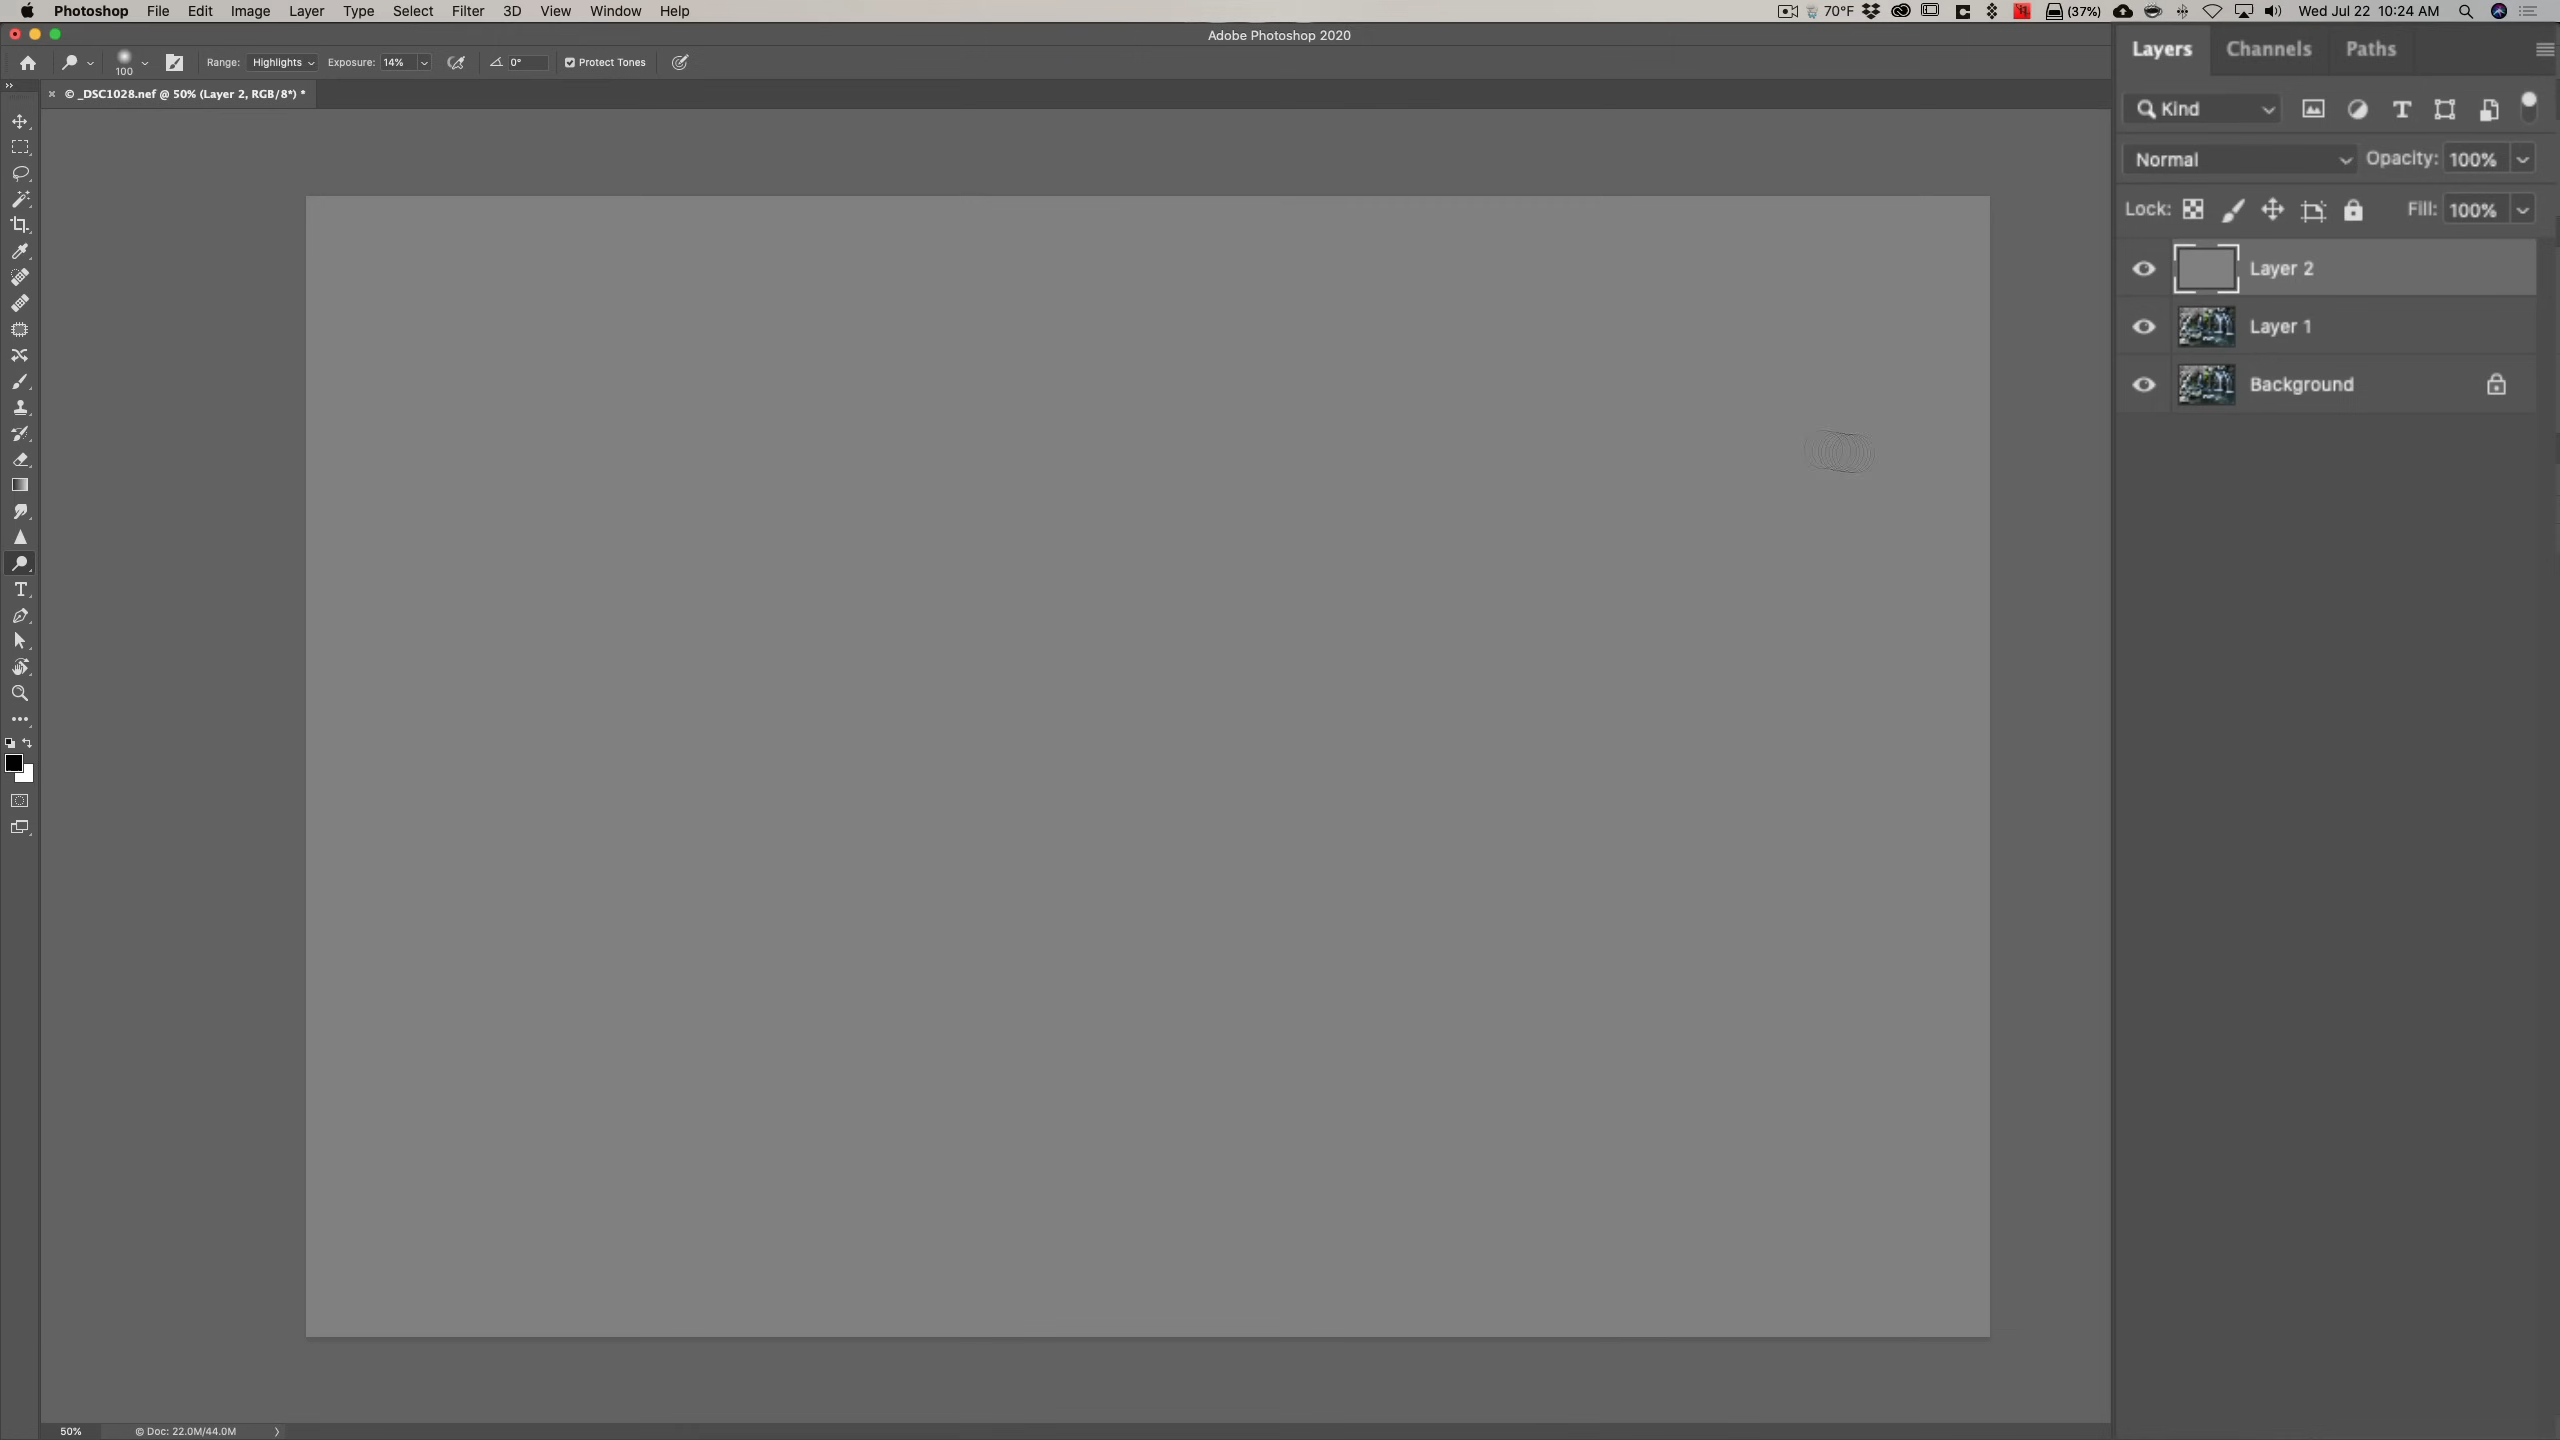 Photoshop File Edit Image Layer Type Select Filter 3D View Window Help 70°F (37%) Wed Jul 22 10:24 AM
Adobe Photoshop 2020
100 Range: Highlights Exposure: 14% 0° Protect Tones
© _DSC1028.nef @ 50% (Layer 2, RGB/8*) *
Layers Channels Paths
Kind
Normal Opacity: 100%
Lock: Fill: 100%
Layer 2
Layer 1
Background
50% © Doc: 22.0M/44.0M